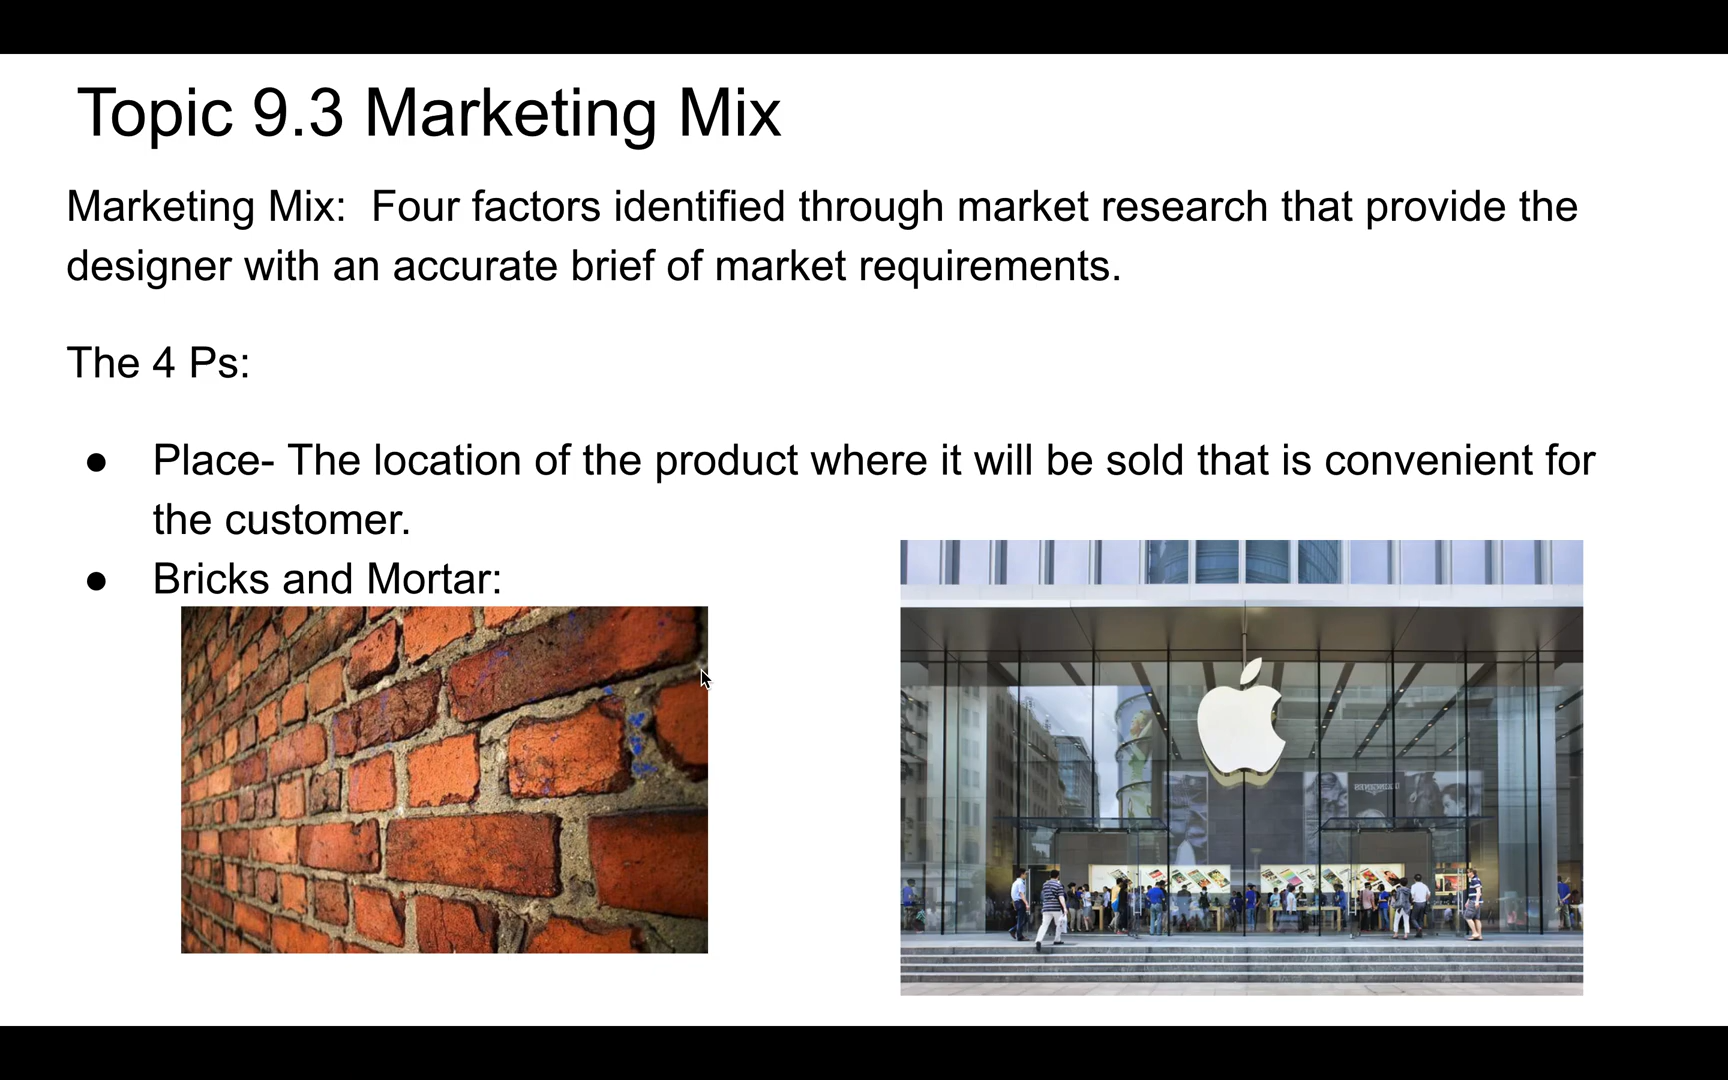 Topic 9.3 Marketing Mix
Marketing Mix:  Four factors identified through market research that provide the
designer with an accurate brief of market requirements.
The 4 Ps:
● Place- The location of the product where it will be sold that is convenient for
the customer.
● Bricks and Mortar: